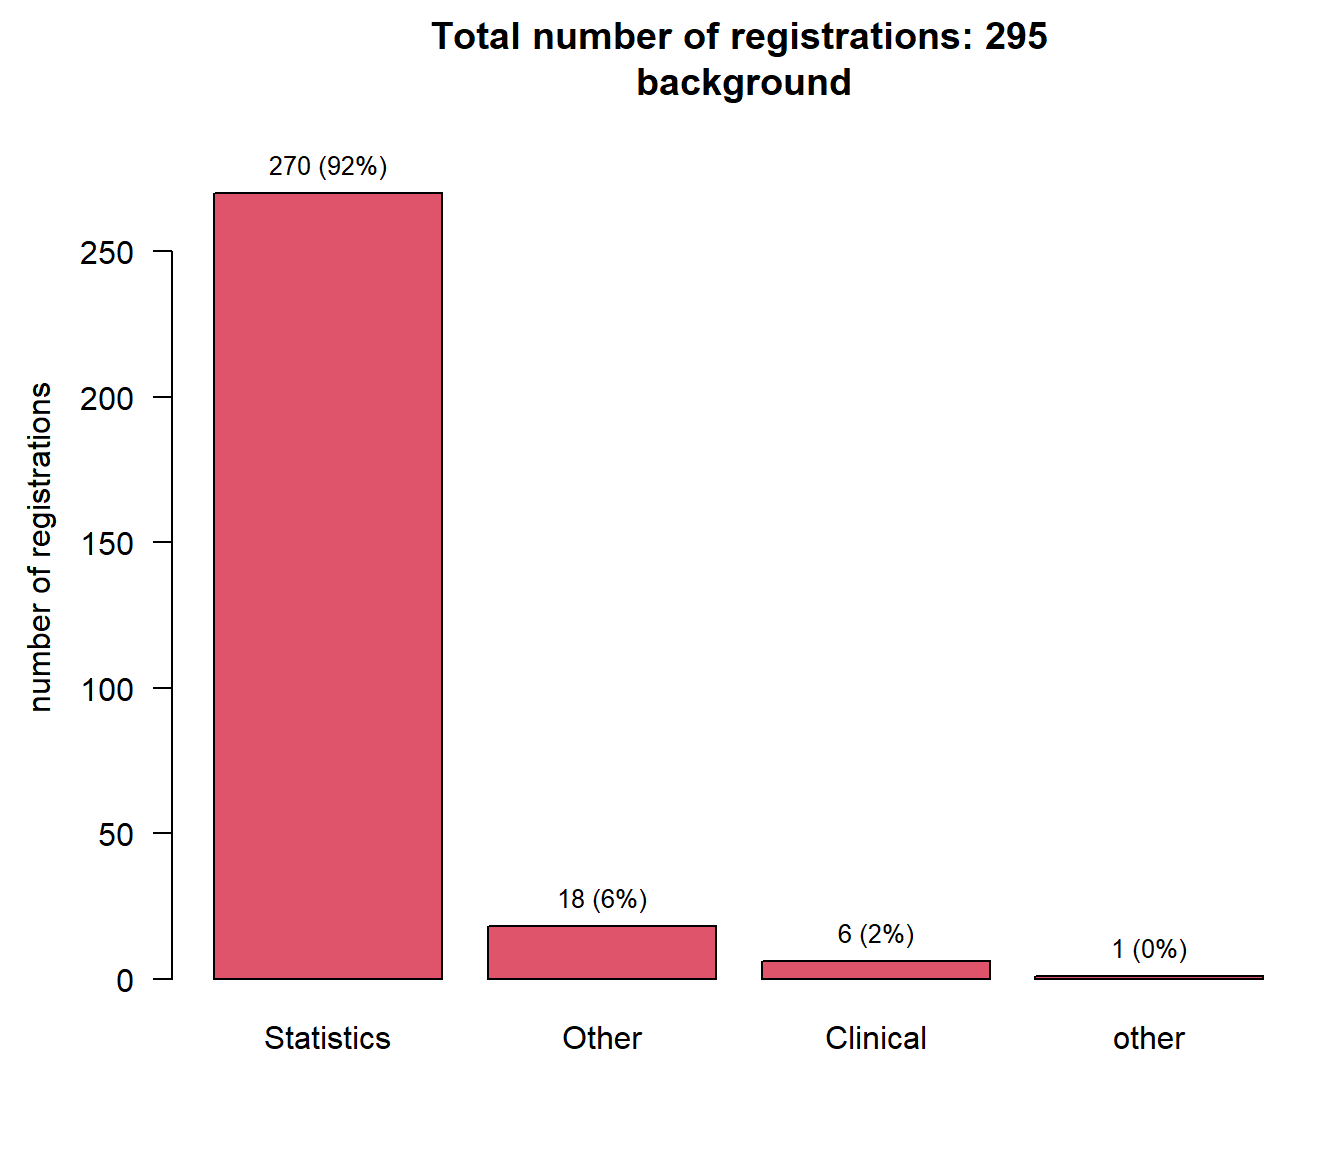 Total number of registrations: 295
background
270 (92%)
250
200
150
100
50
0
number of registrations
18 (6%)
6 (2%)
1 (0%)
Statistics
Other
Clinical
other